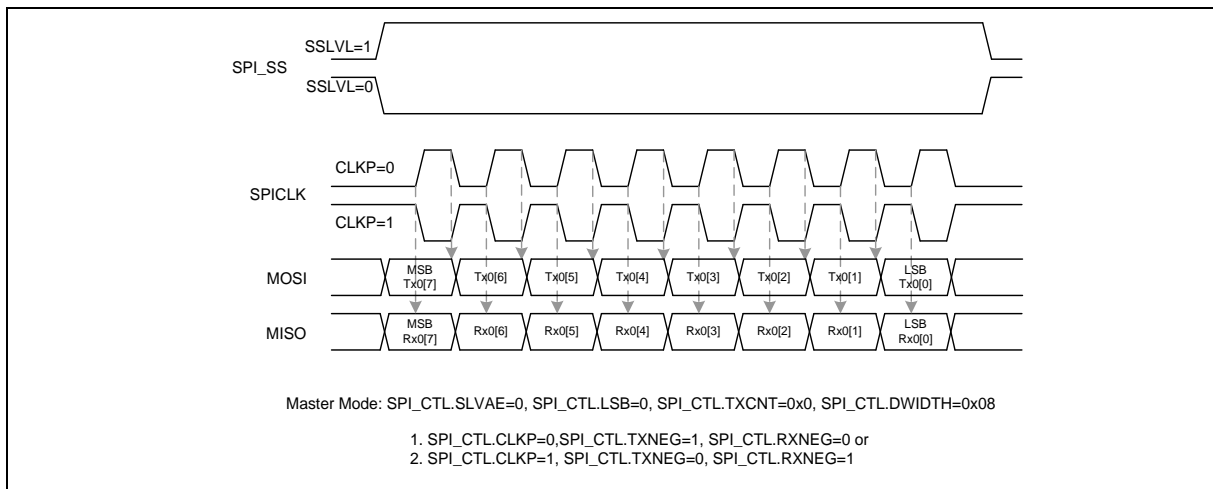 SSLVL=1
SPI_SS
SSLVL=0
CLKP=0
SPICLK
CLKP=1
MOSI
MSB
Tx0[7]
Tx0[6]
Tx0[5]
Tx0[4]
Tx0[3]
Tx0[2]
Tx0[1]
LSB
Tx0[0]
MISO
MSB
Rx0[7]
Rx0[6]
Rx0[5]
Rx0[4]
Rx0[3]
Rx0[2]
Rx0[1]
LSB
Rx0[0]
Master Mode: SPI_CTL.SLVAE=0, SPI_CTL.LSB=0, SPI_CTL.TXCNT=0x0, SPI_CTL.DWIDTH=0x08
1. SPI_CTL.CLKP=0,SPI_CTL.TXNEG=1, SPI_CTL.RXNEG=0 or
2. SPI_CTL.CLKP=1, SPI_CTL.TXNEG=0, SPI_CTL.RXNEG=1